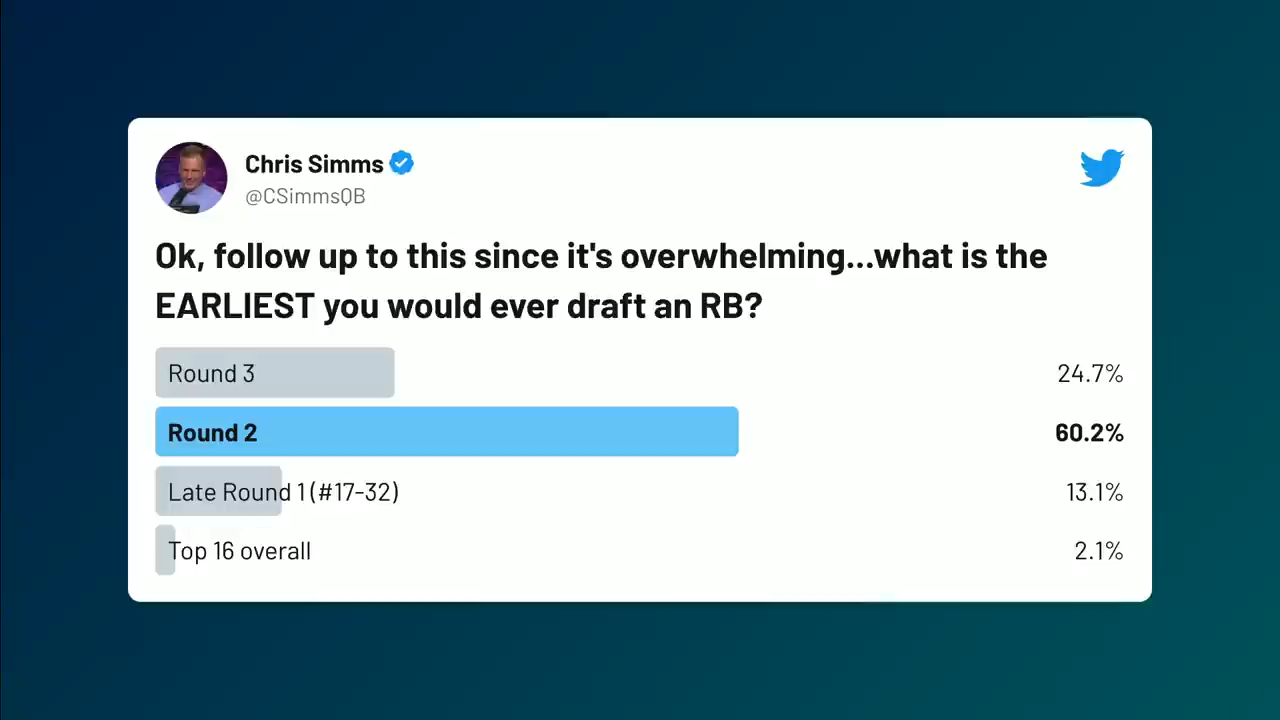 Chris Simms
@CSimmsQB
Ok, follow up to this since it's overwhelming...what is the
EARLIEST you would ever draft an RB?
Round 3 24.7%
Round 2 60.2%
Late Round 1 (#17-32) 13.1%
Top 16 overall 2.1%